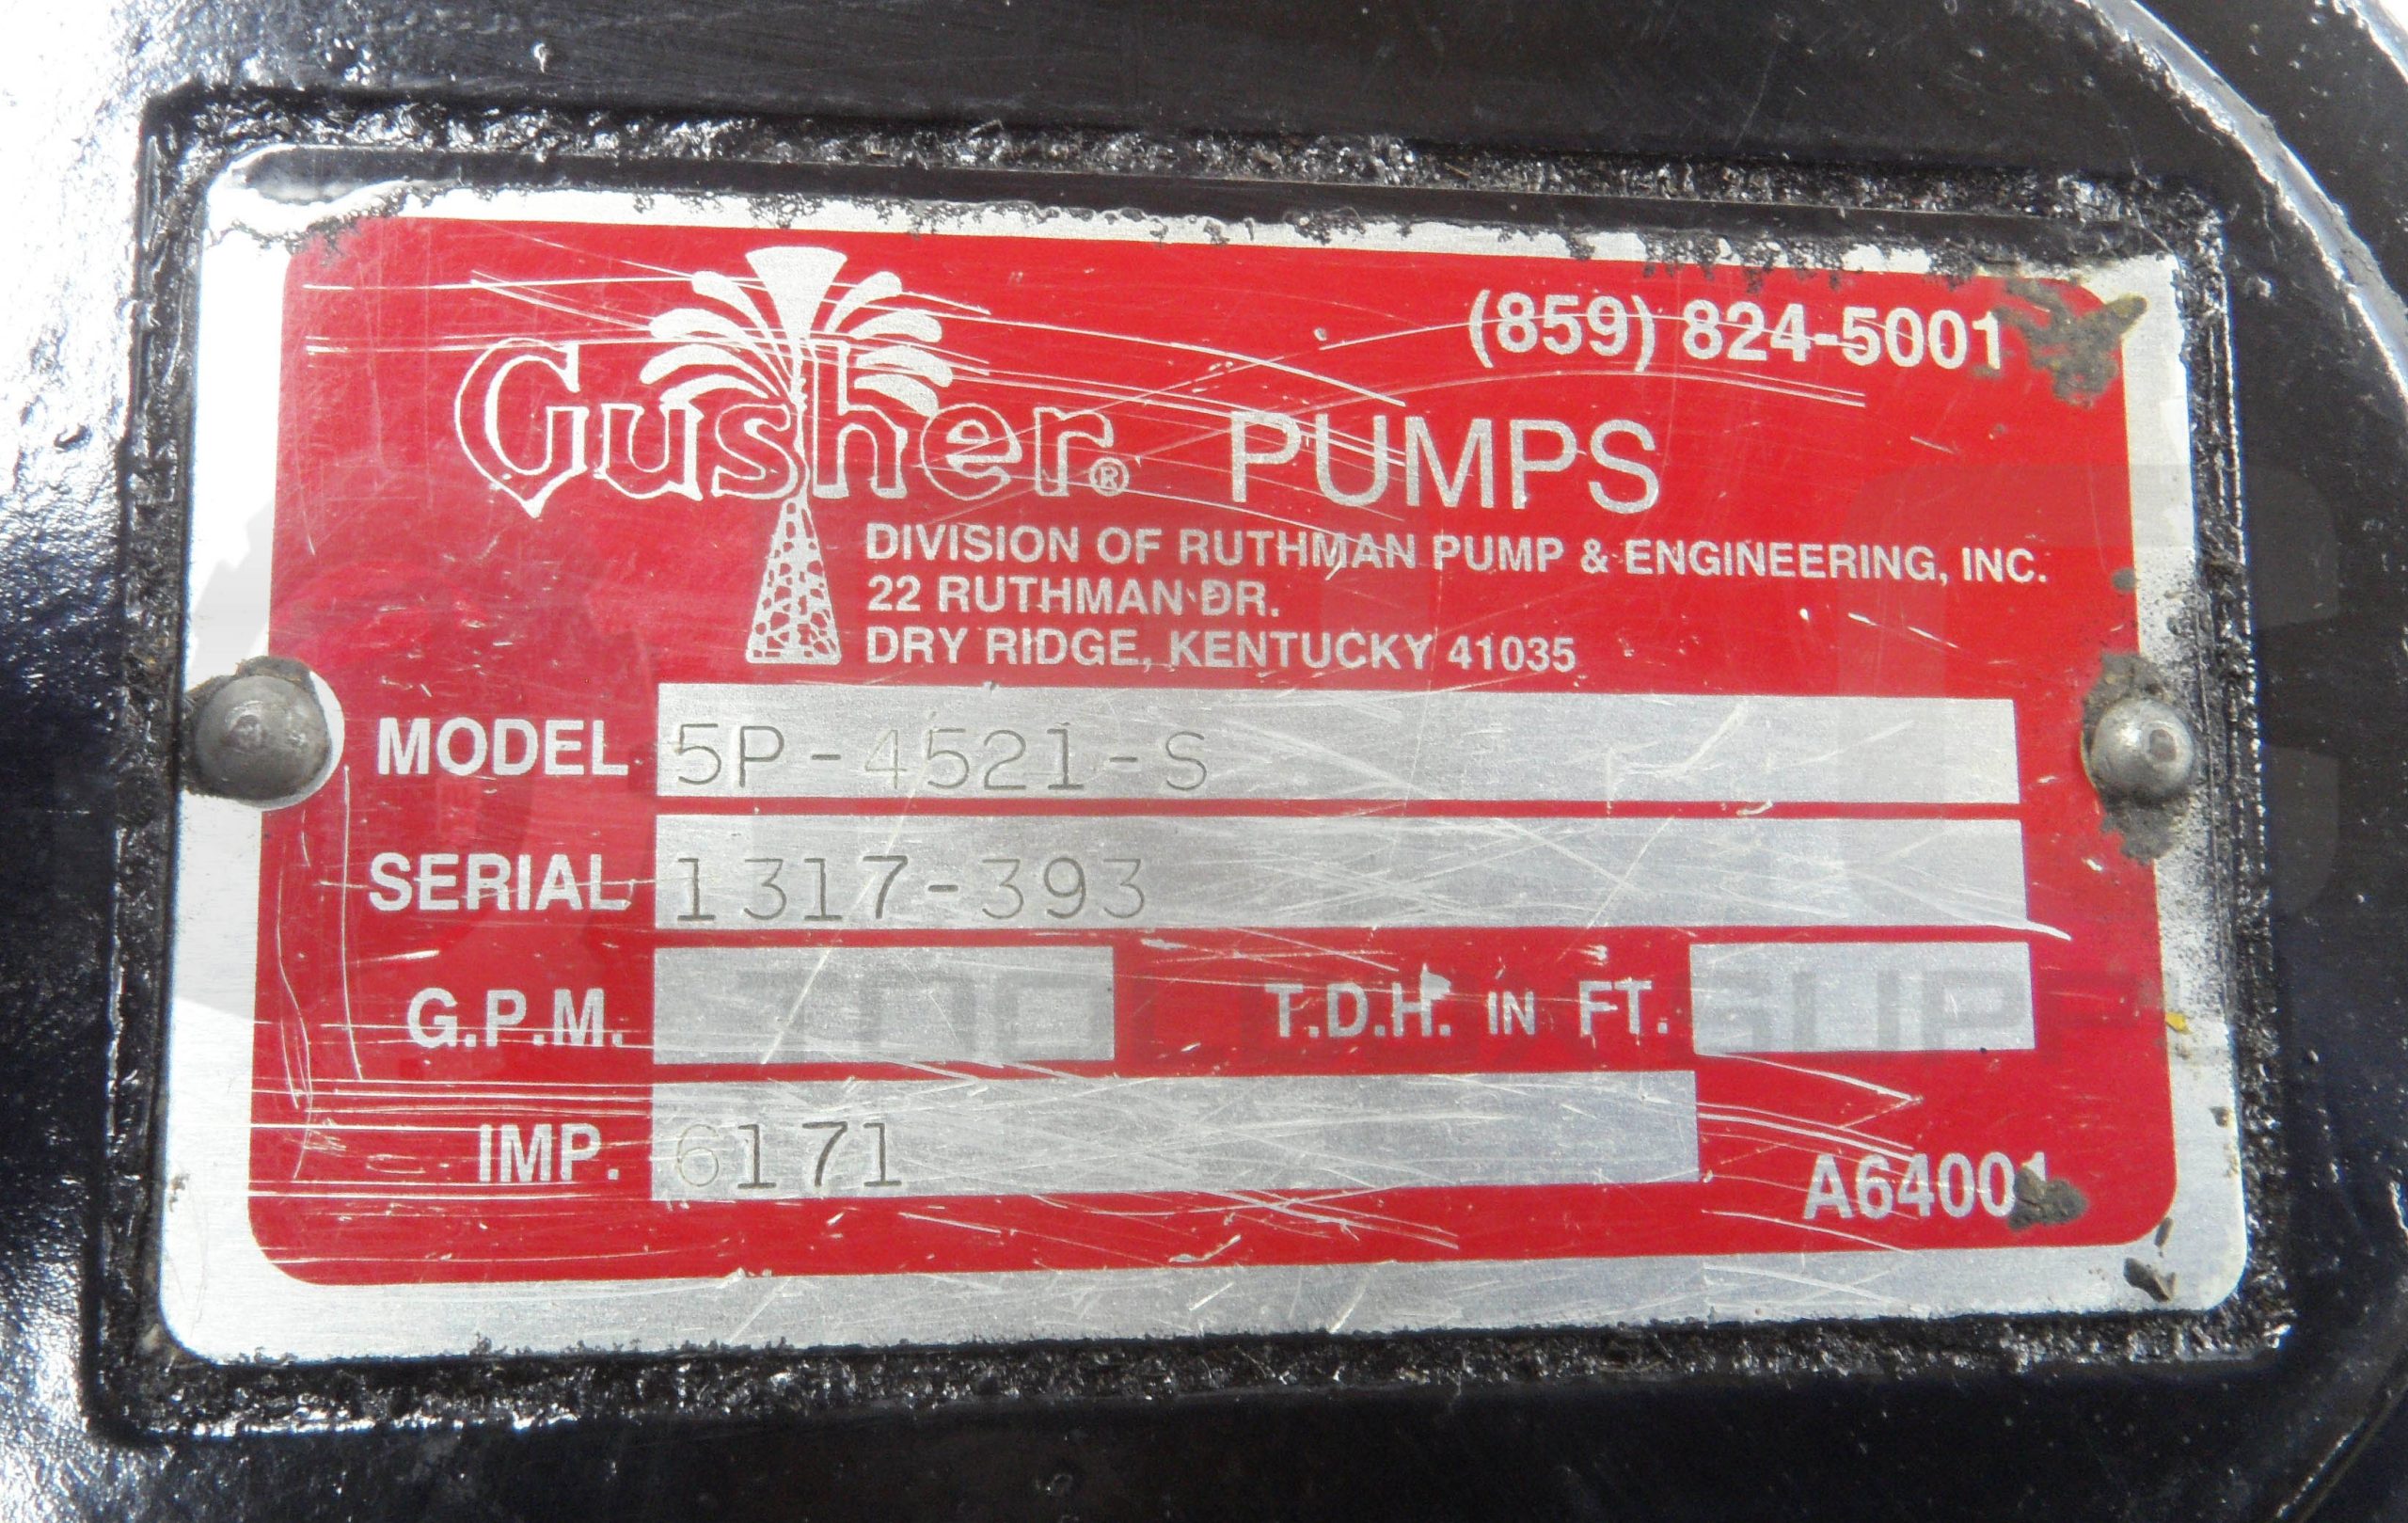 (859) 824-5001
Gusher® PUMPS
DIVISION OF RUTHMAN PUMP & ENGINEERING, INC.
22 RUTHMAN DR.
DRY RIDGE, KENTUCKY 41035
MODEL 5P-4521-S
SERIAL 1317-393
G.P.M. T.D.H. IN FT.
IMP. 6171
A64001